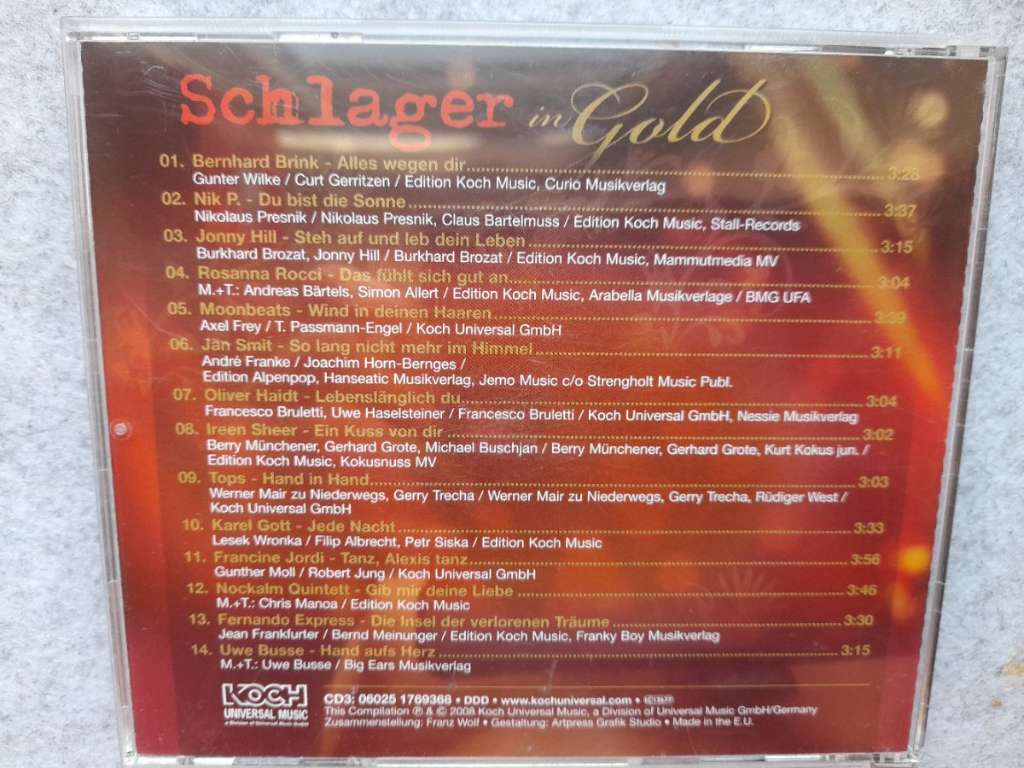 Schlager in Gold
01. Bernhard Brink - Alles wegen dir 3:28
Gunter Wilke / Curt Gerritzen / Edition Koch Music, Curio Musikverlag
02. Nik P. - Du bist die Sonne 3:37
Nikolaus Presnik / Nikolaus Presnik, Claus Bartelmuss / Edition Koch Music, Stall-Records
03. Jonny Hill - Steh auf und leb dein Leben 3:15
Burkhard Brozat, Jonny Hill / Burkhard Brozat / Edition Koch Music, Mammutmedia MV
04. Rosanna Rocci - Das fühlt sich gut an 3:04
M.+T.: Andreas Bärtels, Simon Allert / Edition Koch Music, Arabella Musikverlage / BMG UFA
05. Moonbeats - Wind in deinen Haaren 3:39
Axel Frey / T. Passmann-Engel / Koch Universal GmbH
06. Jan Smit - So lang nicht mehr im Himmel 3:11
André Franke / Joachim Horn-Bernges /
Edition Alpenpop, Hanseatic Musikverlag, Jemo Music c/o Strengholt Music Publ.
07. Oliver Haidt - Lebenslänglich du 3:04
Francesco Bruletti, Uwe Haselsteiner / Francesco Bruletti / Koch Universal GmbH, Nessie Musikverlag
08. Ireen Sheer - Ein Kuss von dir 3:02
Berry Münchener, Gerhard Grote, Michael Buschjan / Berry Münchener, Gerhard Grote, Kurt Kokus jun. /
Edition Koch Music, Kokusnuss MV
09. Tops - Hand in Hand 3:03
Werner Mair zu Niederwegs, Gerry Trecha / Werner Mair zu Niederwegs, Gerry Trecha, Rüdiger West /
Koch Universal GmbH
10. Karel Gott - Jede Nacht 3:33
Lesek Wronka / Filip Albrecht, Petr Siska / Edition Koch Music
11. Francine Jordi - Tanz, Alexis tanz 3:56
Gunther Moll / Robert Jung / Koch Universal GmbH
12. Nockalm Quintett - Gib mir deine Liebe 3:46
M.+T.: Chris Manoa / Edition Koch Music
13. Fernando Express - Die Insel der verlorenen Träume 3:30
Jean Frankfurter / Bernd Meinunger / Edition Koch Music, Franky Boy Musikverlag
14. Uwe Busse - Hand aufs Herz 3:15
M.+T.: Uwe Busse / Big Ears Musikverlag
KOCH
UNIVERSAL MUSIC
a Division of Universal Music GmbH
CD3: 06025 1769368 • DDD • www.kochuniversal.com •
This Compilation ℗ & © 2008 Koch Universal Music, a Division of Universal Music GmbH/Germany
Zusammenstellung: Franz Wolf • Gestaltung: Artpress Grafik Studio • Made in the E.U.